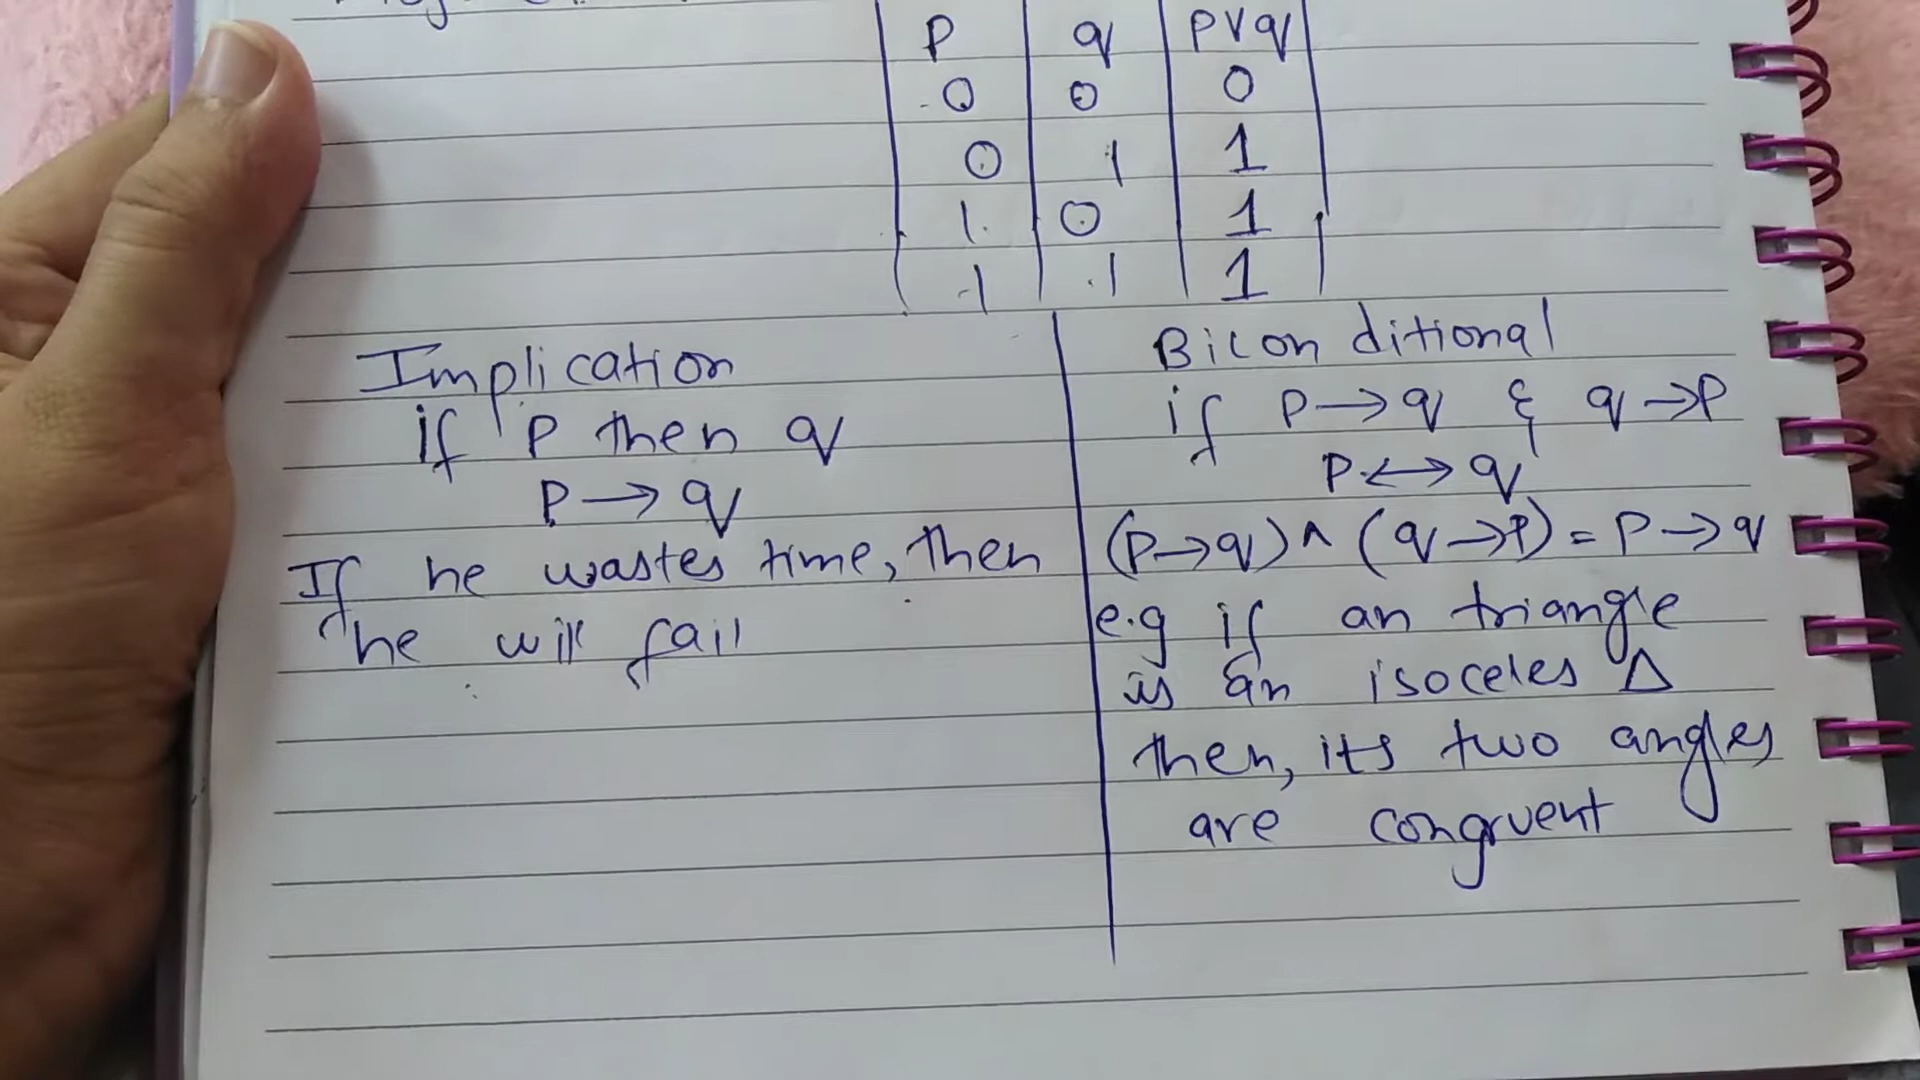 p q p∨q
0 0 0
0 1 1
1 0 1
1 1 1
Implication
if p then q
p → q
If he wastes time, then
he will fail
Biconditional
if p → q & q → p
p ↔ q
(p → q) ∧ (q → p) = p → q
e.g if an triangle
is an isoceles Δ
then, its two angles
are congruent